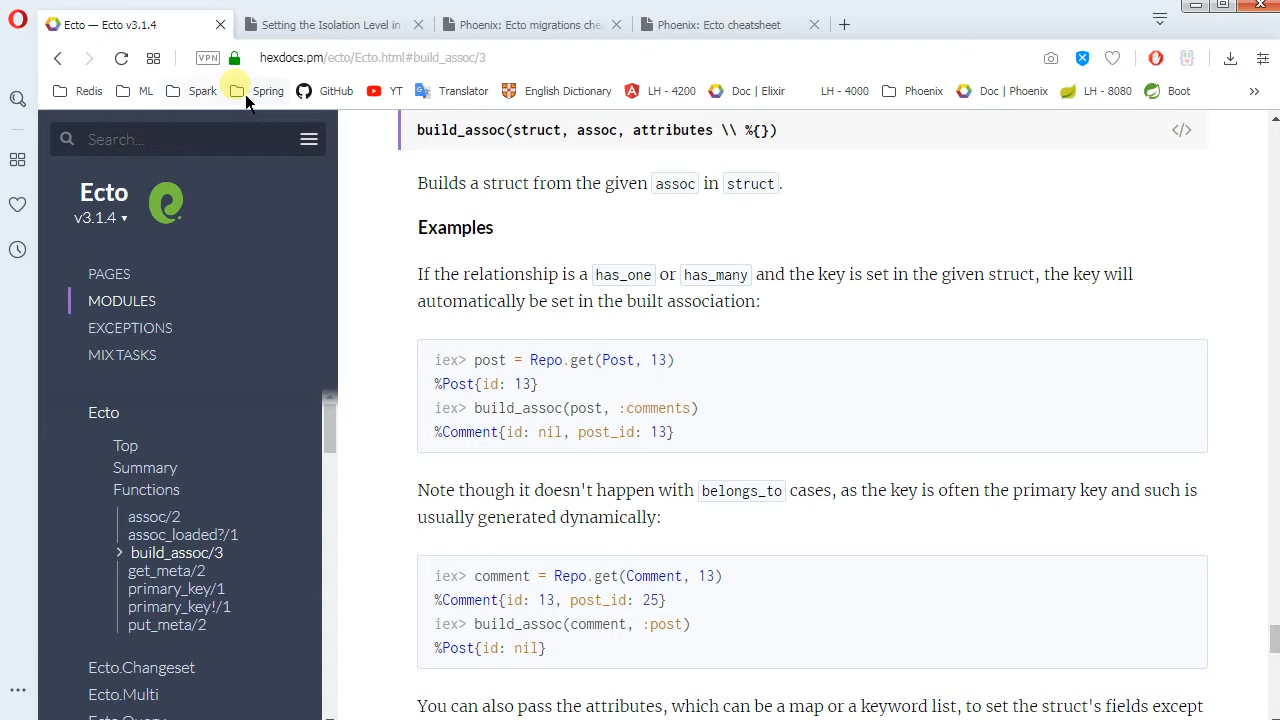 Ecto — Ecto v3.1.4
Setting the Isolation Level in
Phoenix: Ecto migrations che
Phoenix: Ecto cheatsheet
VPN
hexdocs.pm/ecto/Ecto.html#build_assoc/3
Redis ML Spark Spring GitHub YT Translator English Dictionary LH - 4200 Doc | Elixir LH - 4000 Phoenix Doc | Phoenix LH - 8080 Boot
Search...
Ecto
v3.1.4
PAGES
MODULES
EXCEPTIONS
MIX TASKS
Ecto
Top
Summary
Functions
assoc/2
assoc_loaded?/1
build_assoc/3
get_meta/2
primary_key/1
primary_key!/1
put_meta/2
Ecto.Changeset
Ecto.Multi
Ecto.Query
build_assoc(struct, assoc, attributes \\ %{})
</>
Builds a struct from the given assoc in struct.
Examples
If the relationship is a has_one or has_many and the key is set in the given struct, the key will
automatically be set in the built association:
iex> post = Repo.get(Post, 13)
%Post{id: 13}
iex> build_assoc(post, :comments)
%Comment{id: nil, post_id: 13}
Note though it doesn't happen with belongs_to cases, as the key is often the primary key and such is
usually generated dynamically:
iex> comment = Repo.get(Comment, 13)
%Comment{id: 13, post_id: 25}
iex> build_assoc(comment, :post)
%Post{id: nil}
You can also pass the attributes, which can be a map or a keyword list, to set the struct's fields except